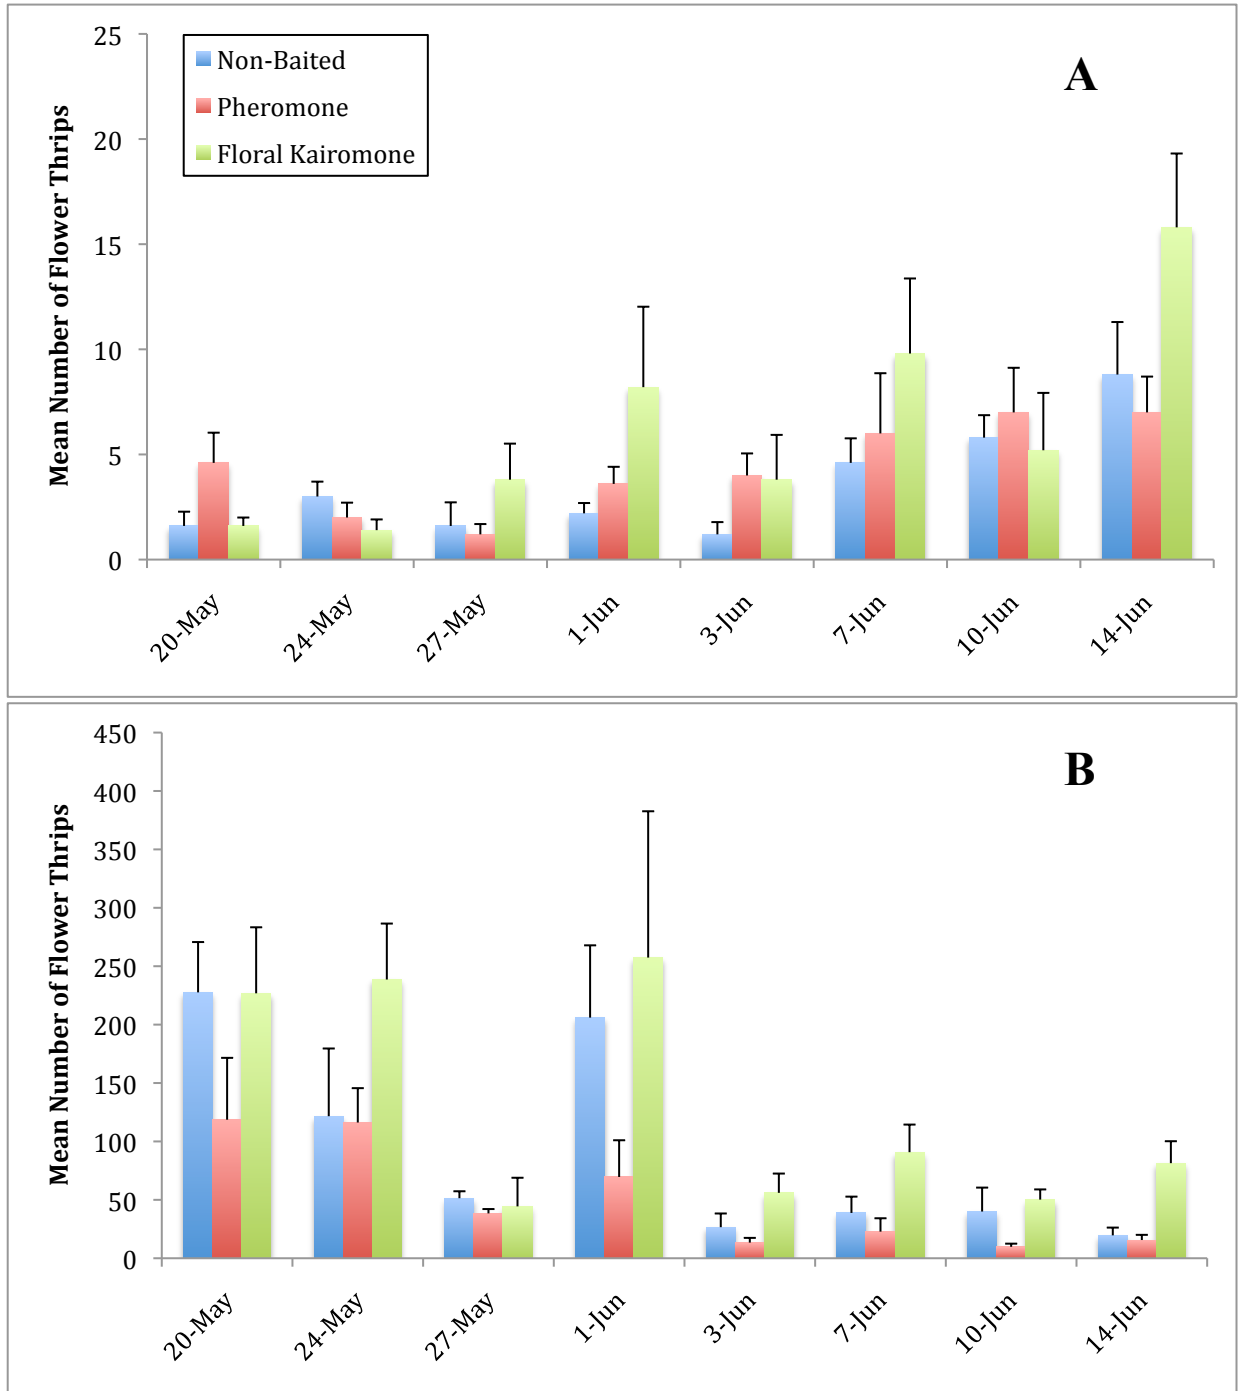 25
20
15
10
5
0
Mean Number of Flower Thrips
Non-Baited
Pheromone
Floral Kairomone
A
20-May
24-May
27-May
1-Jun
3-Jun
7-Jun
10-Jun
14-Jun
450
400
350
300
250
200
150
100
50
0
Mean Number of Flower Thrips
B
20-May
24-May
27-May
1-Jun
3-Jun
7-Jun
10-Jun
14-Jun